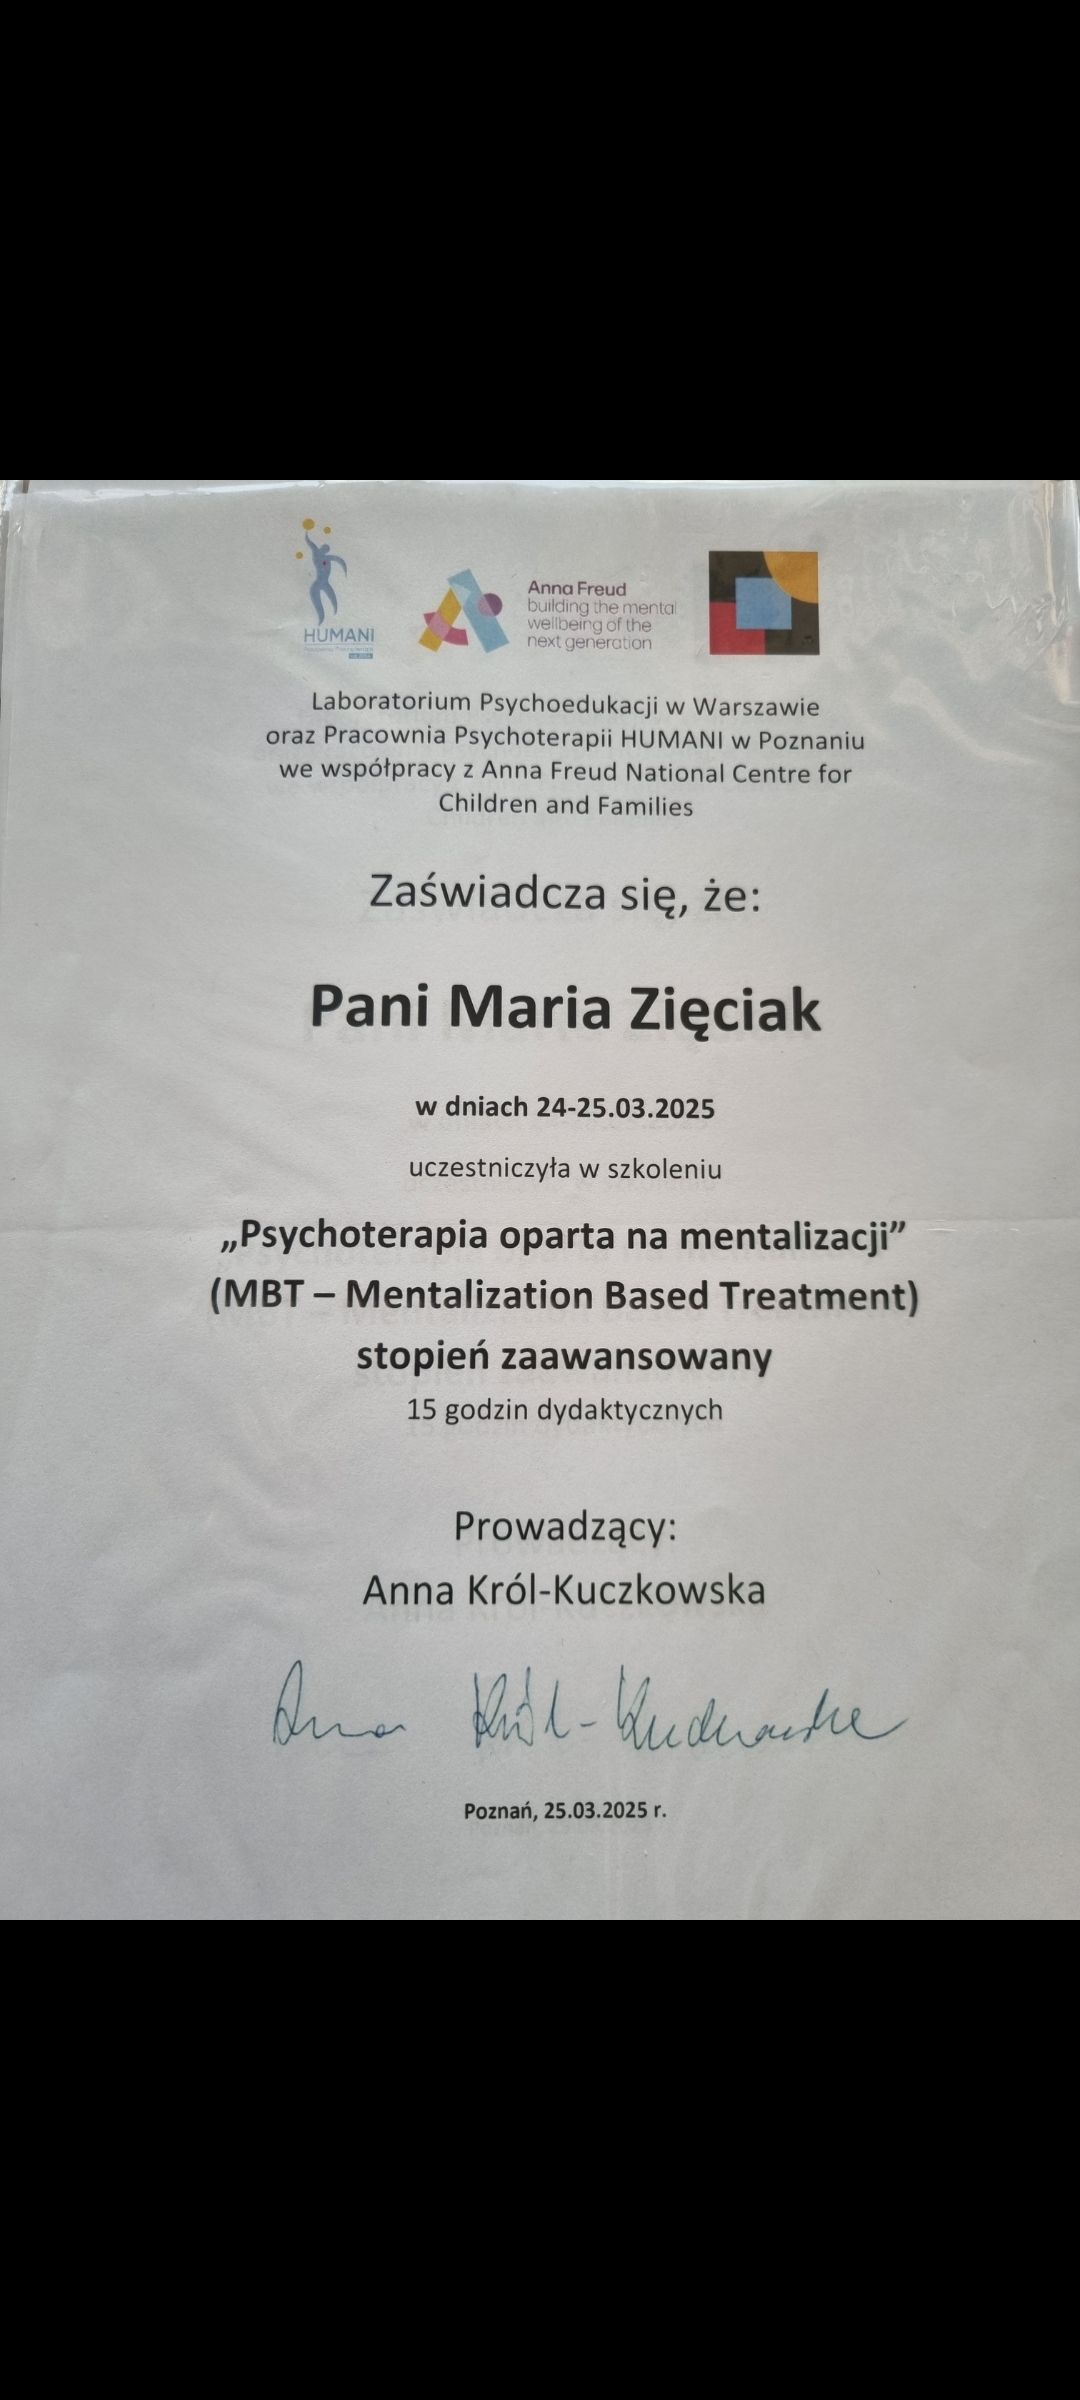 HUMANI
Anna Freud
building the mental
wellbeing of the
next generation
Laboratorium Psychoedukacji w Warszawie
oraz Pracownia Psychoterapii HUMANI w Poznaniu
we współpracy z Anna Freud National Centre for
Children and Families
Zaświadcza się, że:
Pani Maria Zięciak
w dniach 24-25.03.2025
uczestniczyła w szkoleniu
„Psychoterapia oparta na mentalizacji”
(MBT – Mentalization Based Treatment)
stopień zaawansowany
15 godzin dydaktycznych
Prowadzący:
Anna Król-Kuczkowska
Anna Król-Kuczkowska
Poznań, 25.03.2025 r.